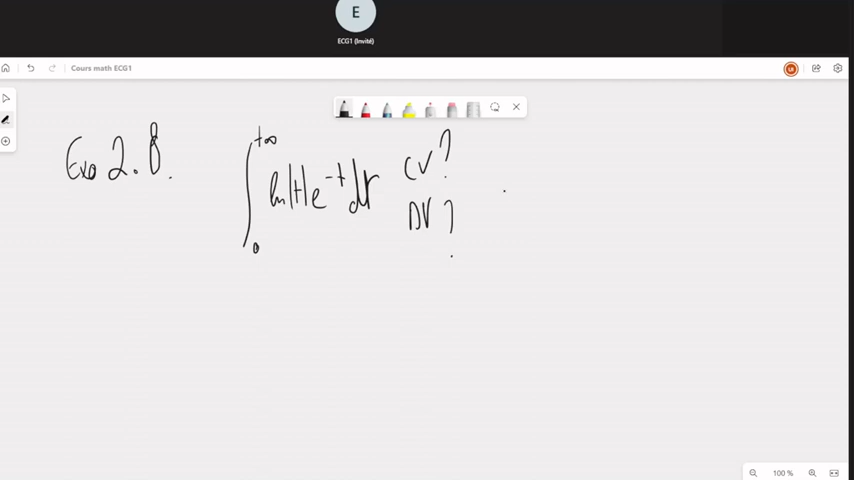 E
ECG1 (Invité)
Cours math ECG1
Exo 2.8.
∫₀^{+∞} ln(t)e^{-t}dt CV?
DV?
100 %